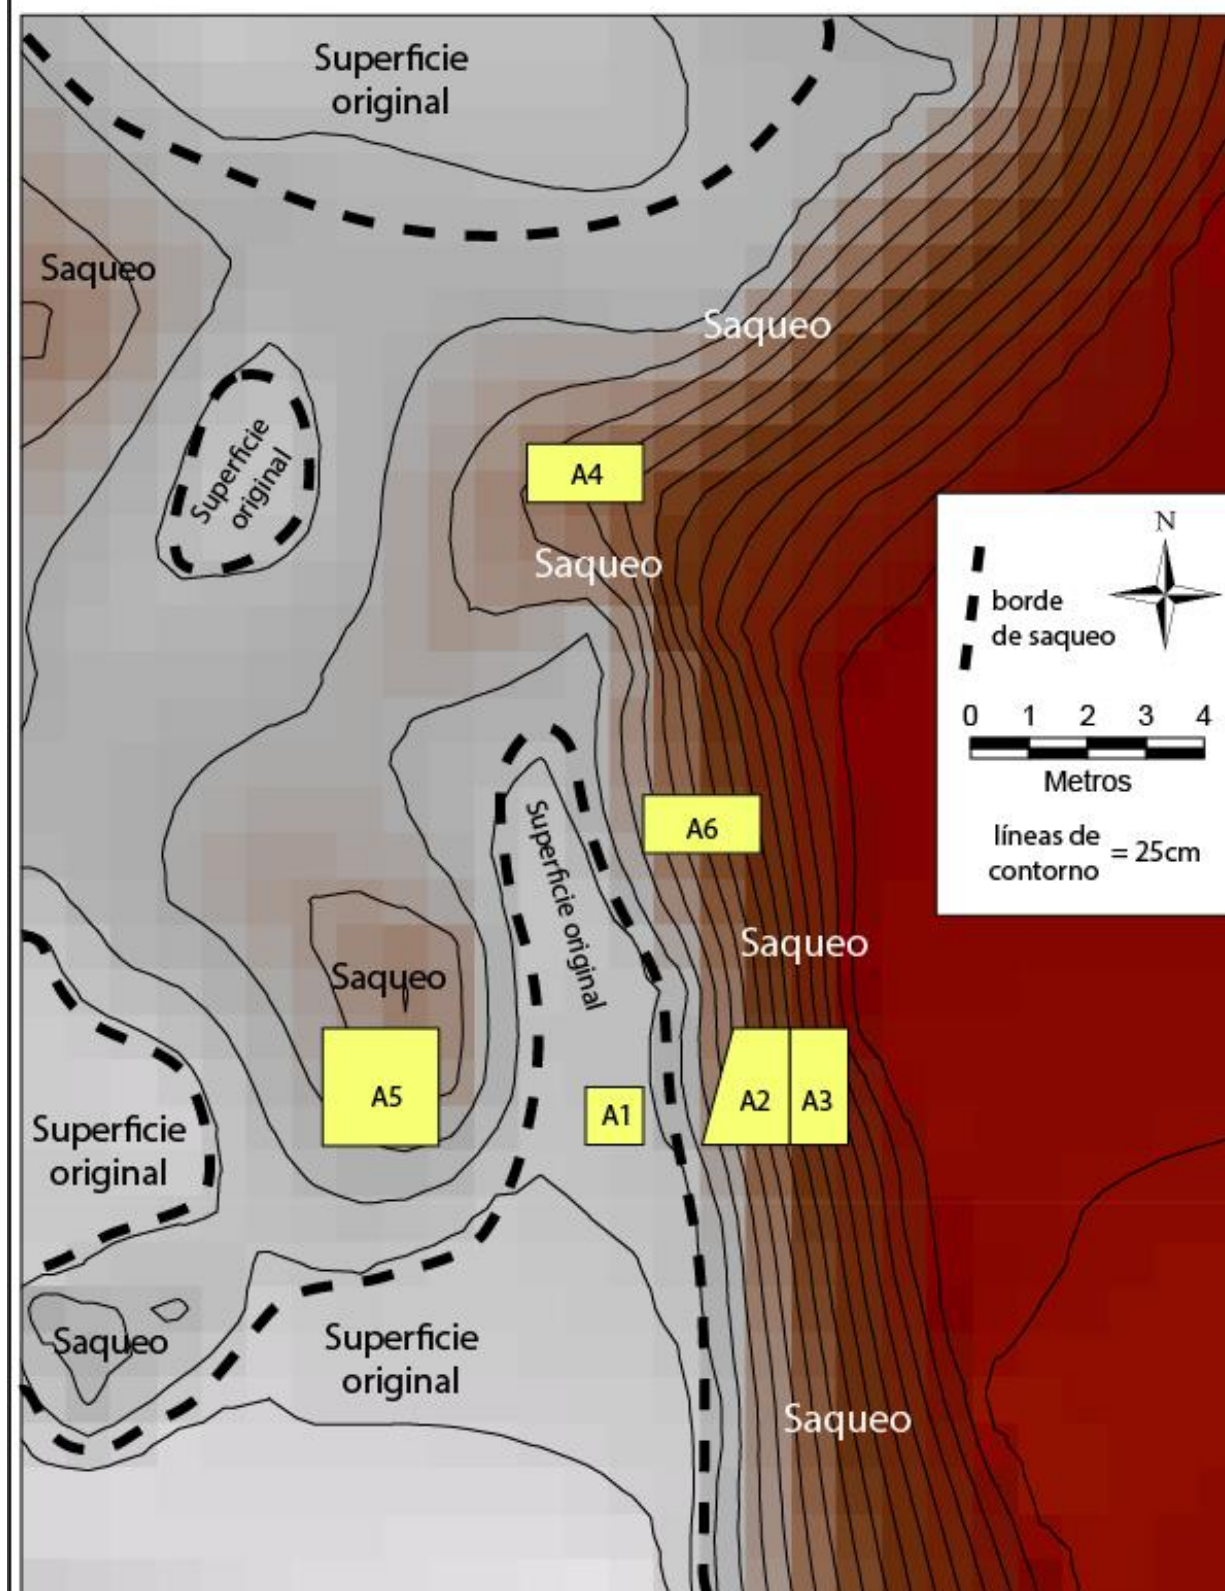 Superficie
original
Saqueo
Saqueo
Superficie
original
A4
Saqueo
N
borde
de saqueo
0 1 2 3 4
Metros
líneas de
contorno = 25cm
A6
Superficie original
Saqueo
Saqueo
A5
A1
A2
A3
Superficie
original
Saqueo
Superficie
original
Saqueo